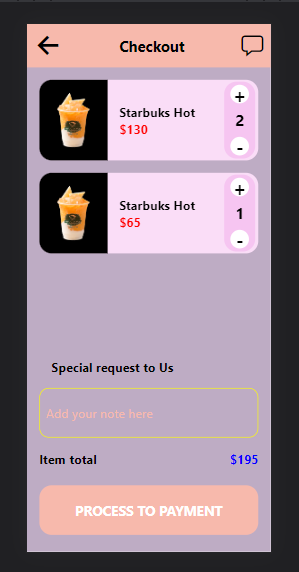 Checkout
Starbuks Hot
$130
+
2
-
Starbuks Hot
$65
+
1
-
Special request to Us
Add your note here
Item total $195
PROCESS TO PAYMENT